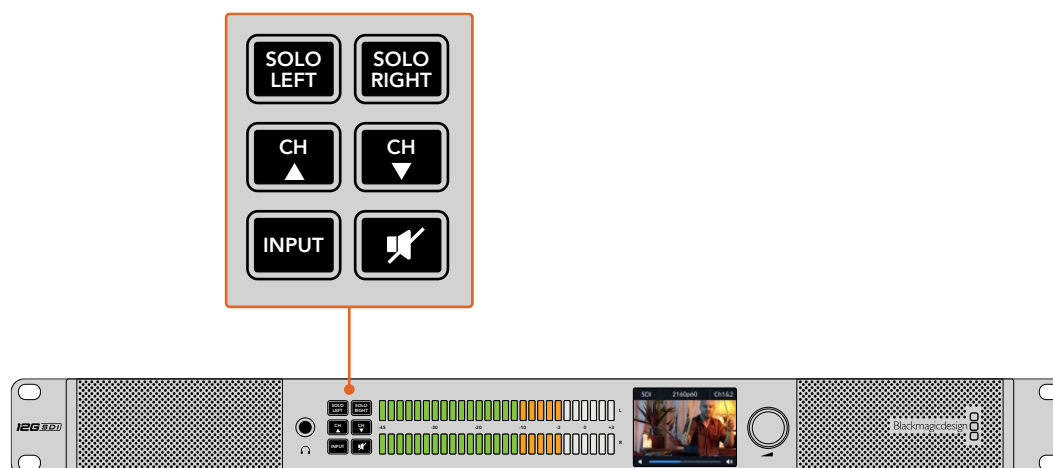 SOLO LEFT
SOLO RIGHT
CH
CH
INPUT
12G SDI
SOLO LEFT
SOLO RIGHT
CH
CH
INPUT
L
-45 -30 -20 -10 -3 0 +3
R
SDI 2160p60 Ch1&2
Blackmagicdesign